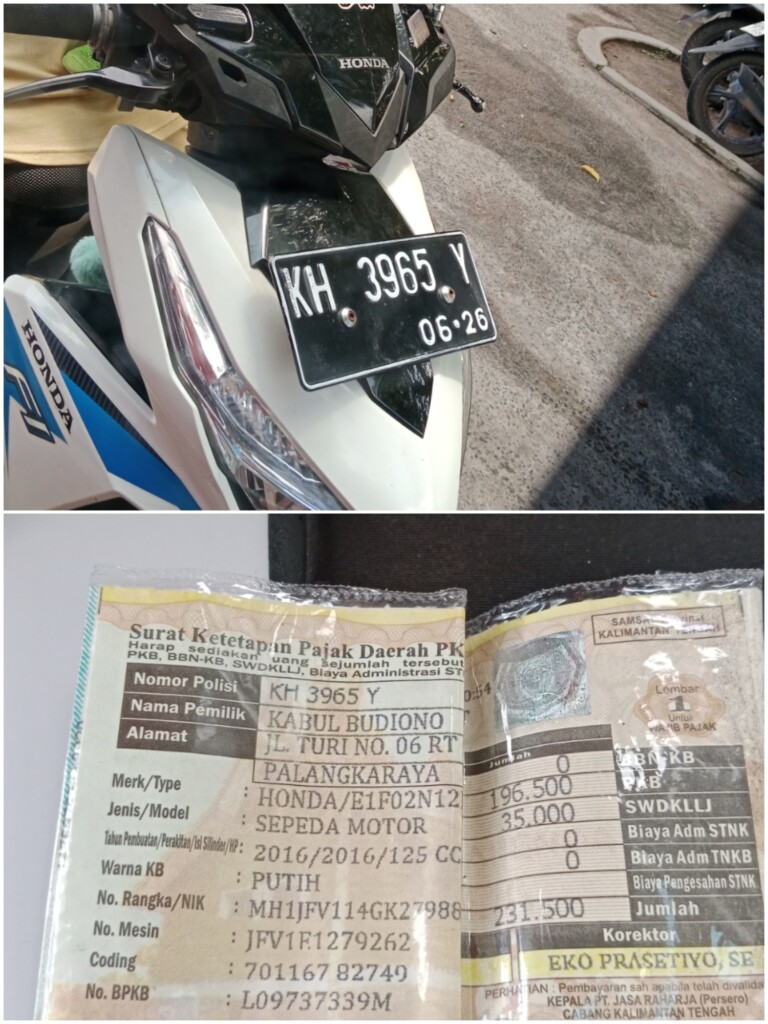 HONDA
KH 3965 Y
06·26
HONDA
FI
Surat Ketetapan Pajak Daerah PK
Harap sediakan uang sejumlah tersebut
PKB, BBN-KB, SWDKLLJ, Biaya Administrasi ST
Nomor Polisi KH 3965 Y
Nama Pemilik KABUL BUDIONO
Alamat JL. TURI NO. 06 RT
PALANGKARAYA
Merk/Type : HONDA/E1F02N12
Jenis/Model : SEPEDA MOTOR
Tahun Pembuatan/Perakitan/Isi Silinder/HP : 2016/2016/125 CC
Warna KB : PUTIH
No. Rangka/NIK : MH1JFV114GK27988
No. Mesin : JFV1E1279262
Coding : 701167 82749
No. BPKB : L09737339M
KALIMANTAN TENGAH
Lembar
1
Untuk
WAJIB PAJAK
Jumlah
0 BBN-KB
196.500 PKB
35.000 SWDKLLJ
0 Biaya Adm STNK
0 Biaya Adm TNKB
Biaya Pengesahan STNK
231.500 Jumlah
Korektor
EKO PRASETIYO, SE
PERHATIAN : Pembayaran sah apabila telah divalida
KEPALA PT. JASA RAHARJA (Persero)
CABANG KALIMANTAN TENGAH